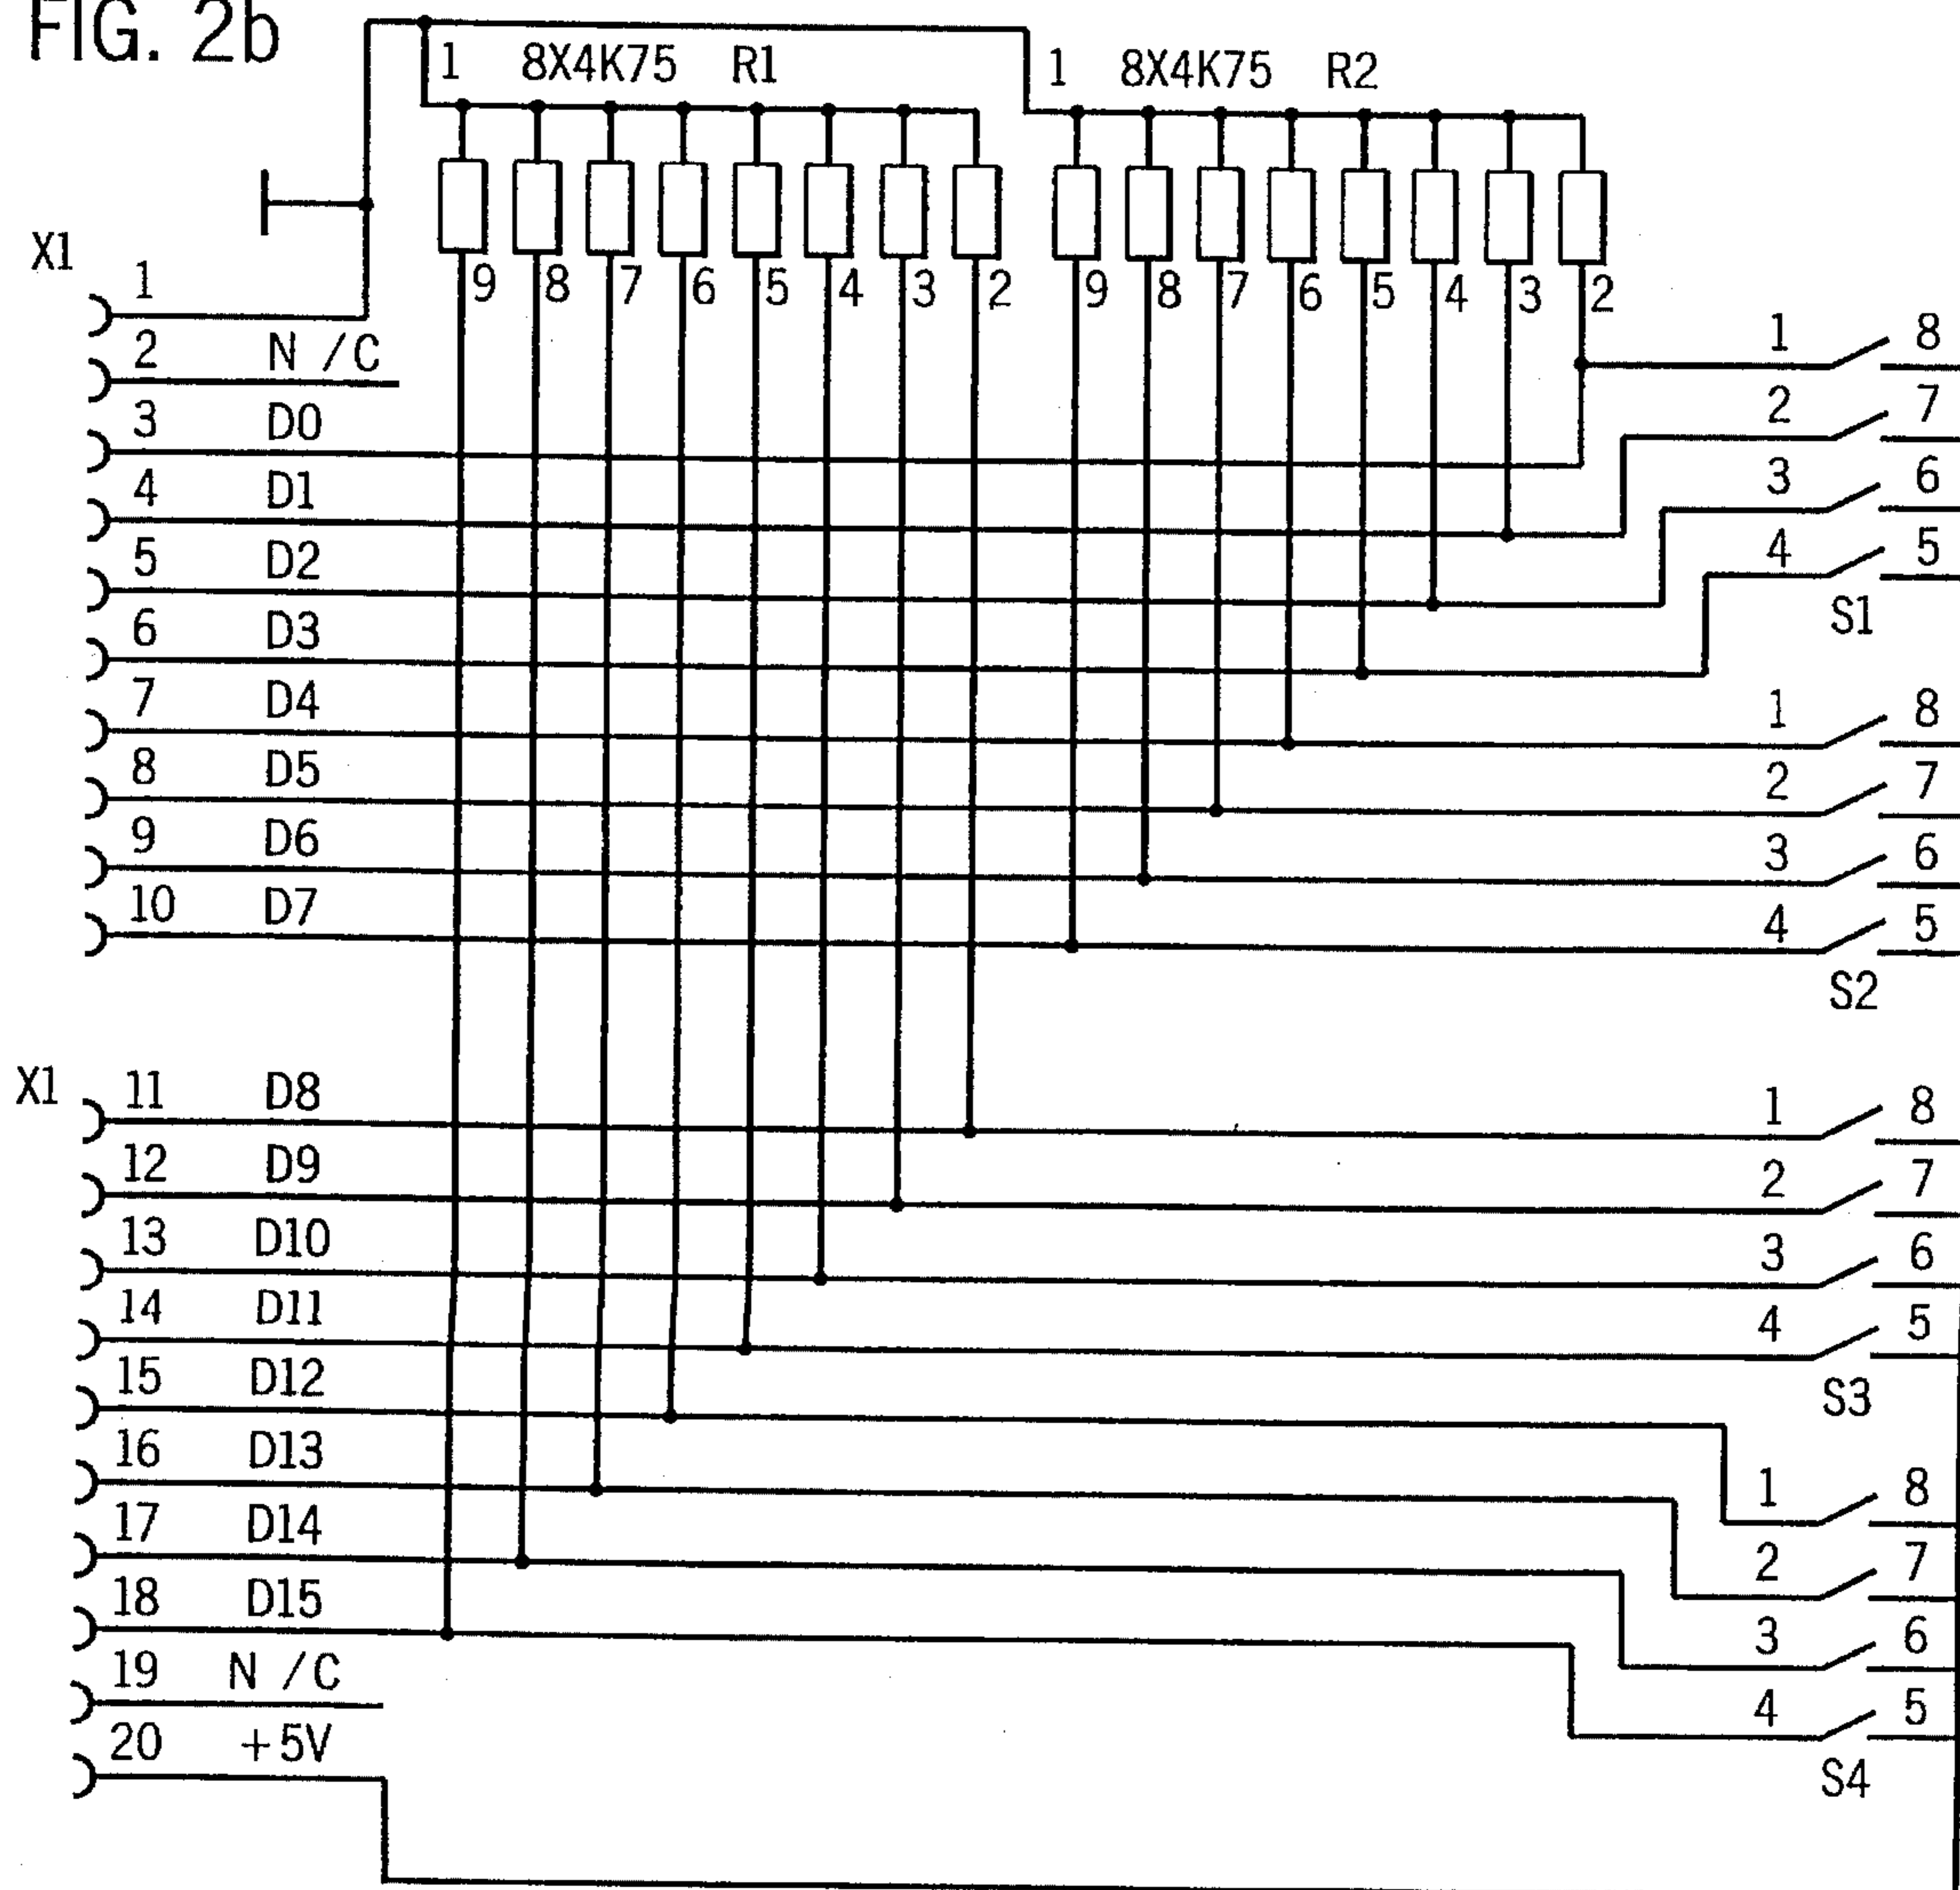 FIG. 2b
1 8X4K75 R1
1 8X4K75 R2
9 8 7 6 5 4 3 2
9 8 7 6 5 4 3 2
X1
1
2 N /C
3 D0
4 D1
5 D2
6 D3
7 D4
8 D5
9 D6
10 D7
1 8
2 7
3 6
4 5
S1
1 8
2 7
3 6
4 5
S2
X1
11 D8
12 D9
13 D10
14 D11
15 D12
16 D13
17 D14
18 D15
19 N /C
20 +5V
1 8
2 7
3 6
4 5
S3
1 8
2 7
3 6
4 5
S4